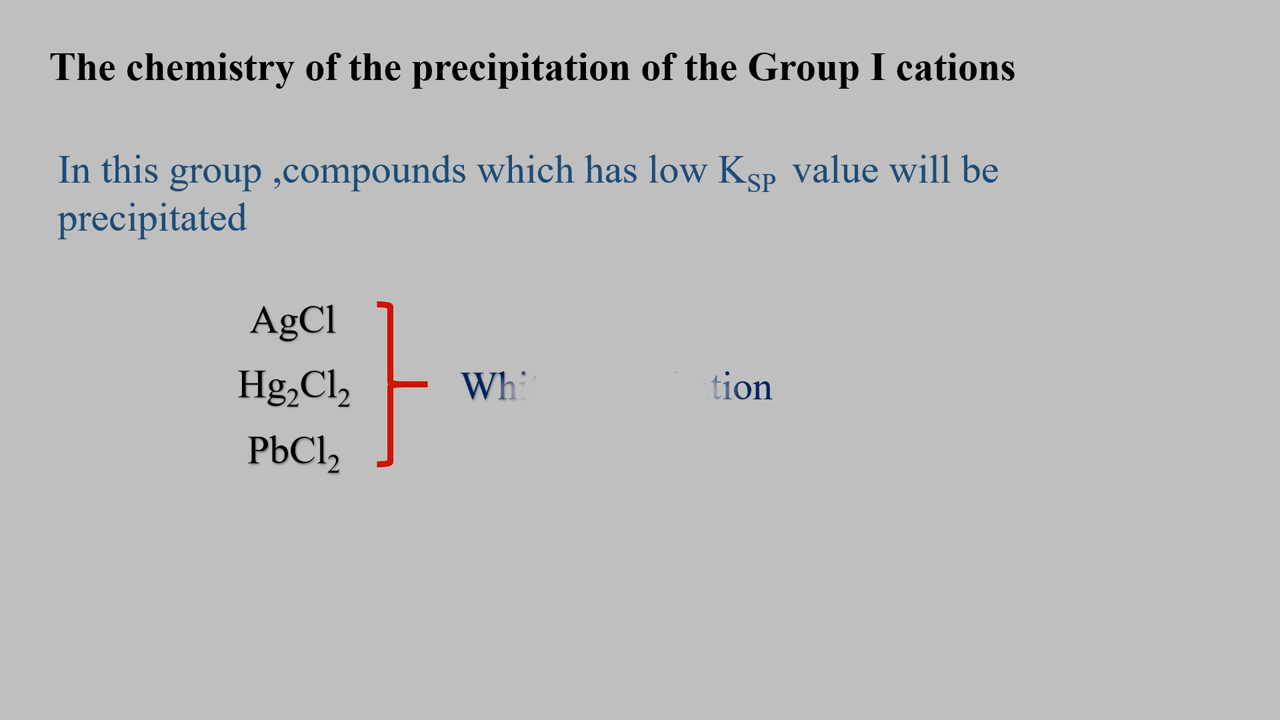 The chemistry of the precipitation of the Group I cations
In this group ,compounds which has low KSP value will be
precipitated
AgCl
Hg2Cl2
PbCl2